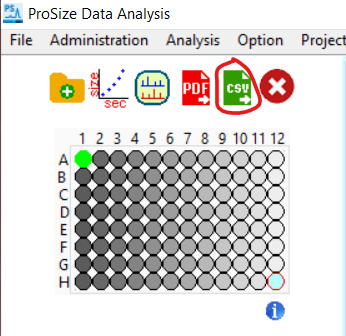 PS ProSize Data Analysis
File Administration Analysis Option Project
size
sec
PDF
CSV
1 2 3 4 5 6 7 8 9 10 11 12
A
B
C
D
E
F
G
H
i